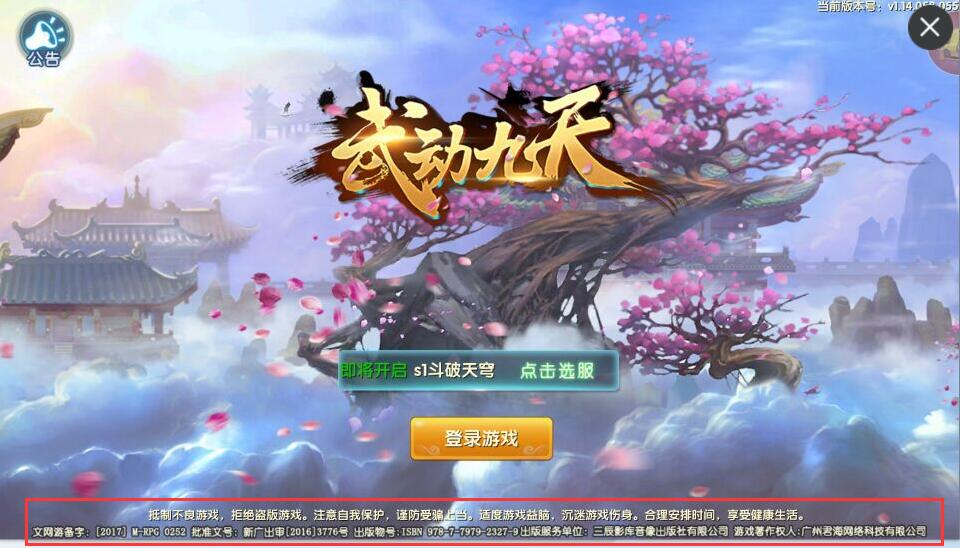 当前版本号：v1.14.058.055
公告
武动九天
即将开启 s1斗破天穹 点击选服
登录游戏
抵制不良游戏，拒绝盗版游戏。注意自我保护，谨防受骗上当。适度游戏益脑，沉迷游戏伤身。合理安排时间，享受健康生活。
文网游备字：[2017] M-RPG 0252 批准文号：新广出审[2016]3776号 出版物号:ISBN 978-7-7979-2327-9出版服务单位：三辰影库音像出版社有限公司 游戏著作权人:广州君海网络科技有限公司